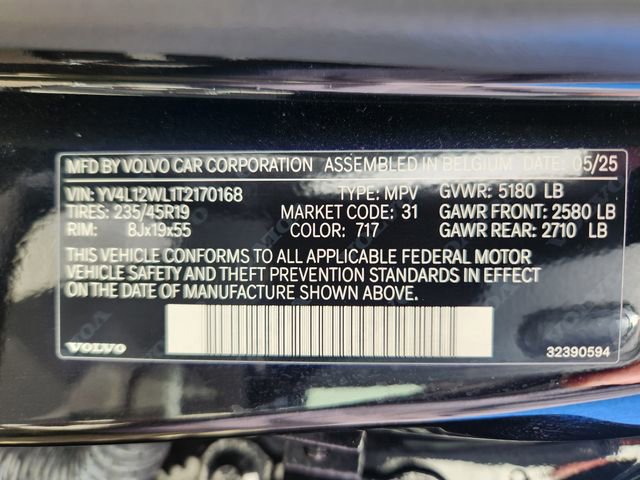 MFD BY VOLVO CAR CORPORATION ASSEMBLED IN BELGIUM DATE: 05/25
VIN: YV4L12WL1T2170168 TYPE: MPV GVWR: 5180 LB
TIRES: 235/45R19 MARKET CODE: 31 GAWR FRONT: 2580 LB
RIM: 8Jx19x55 COLOR: 717 GAWR REAR: 2710 LB
THIS VEHICLE CONFORMS TO ALL APPLICABLE FEDERAL MOTOR
VEHICLE SAFETY AND THEFT PREVENTION STANDARDS IN EFFECT
ON THE DATE OF MANUFACTURE SHOWN ABOVE.
VOLVO 32390594